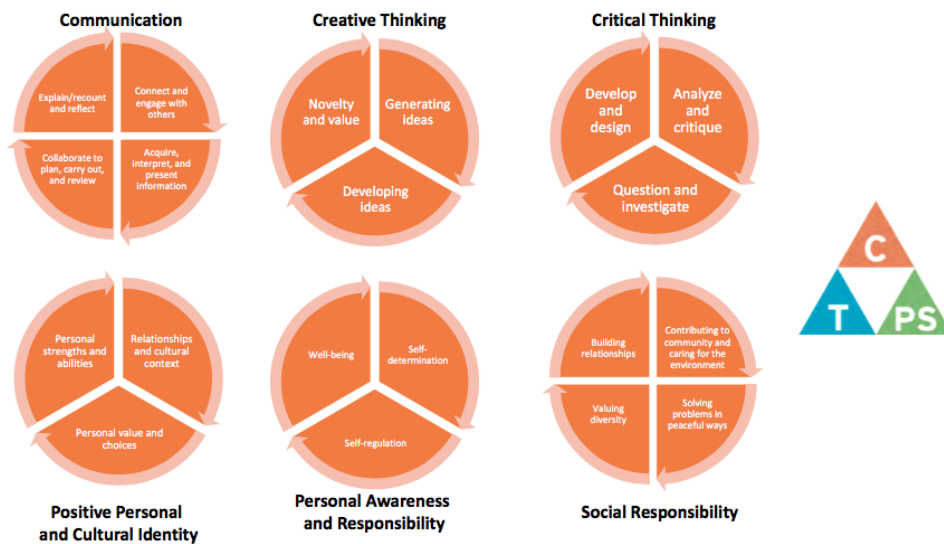 Communication
Explain/recount
and reflect
Connect and
engage with
others
Collaborate to
plan, carry out,
and review
Acquire,
interpret, and
present
information
Creative Thinking
Novelty
and value
Generating
ideas
Developing
ideas
Critical Thinking
Develop
and
design
Analyze
and
critique
Question and
investigate
C
T
PS
Personal
strengths and
abilities
Relationships
and cultural
context
Personal value and
choices
Positive Personal
and Cultural Identity
Well-being
Self-
determination
Self-regulation
Personal Awareness
and Responsibility
Building
relationships
Contributing to
community and
caring for the
environment
Valuing
diversity
Solving
problems in
peaceful ways
Social Responsibility